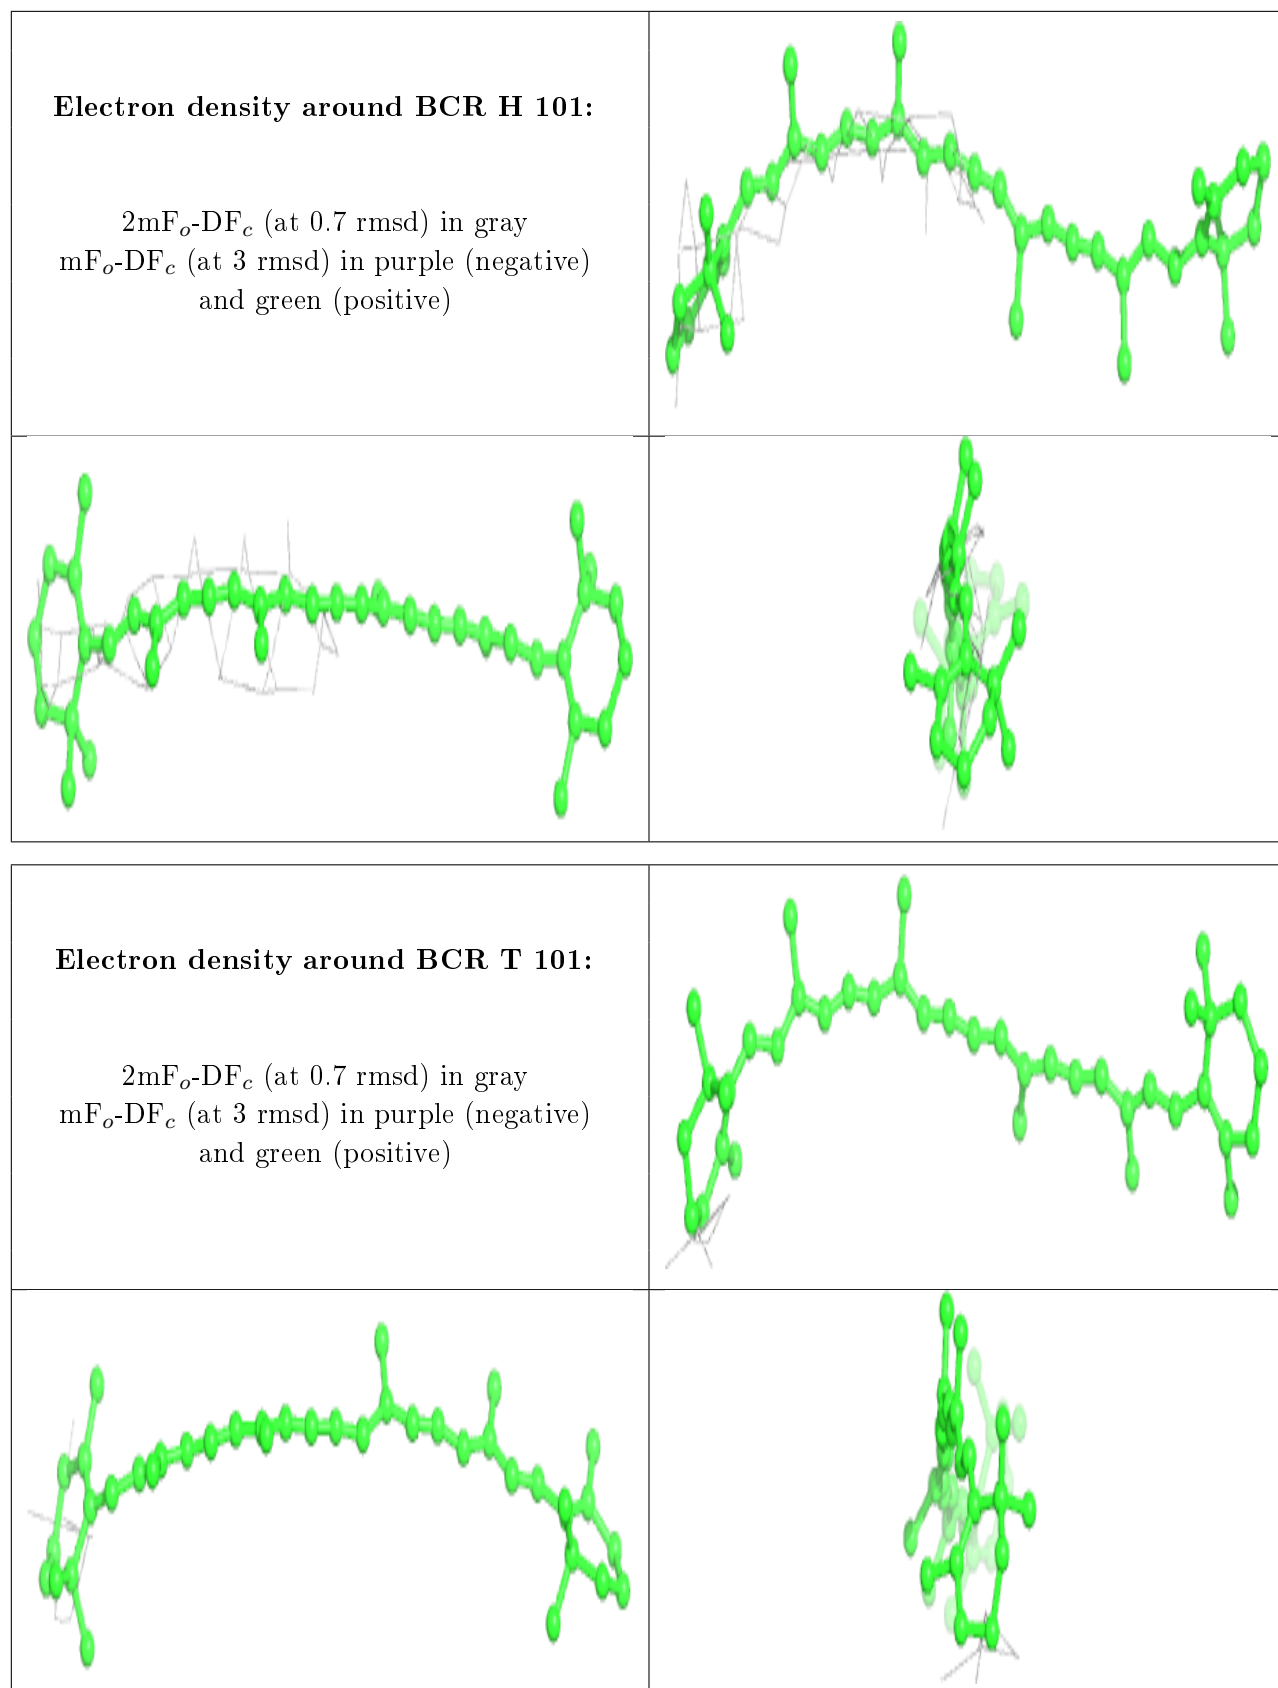 Electron density around BCR H 101:
2mFo-DFc (at 0.7 rmsd) in gray
mFo-DFc (at 3 rmsd) in purple (negative)
and green (positive)
Electron density around BCR T 101:
2mFo-DFc (at 0.7 rmsd) in gray
mFo-DFc (at 3 rmsd) in purple (negative)
and green (positive)